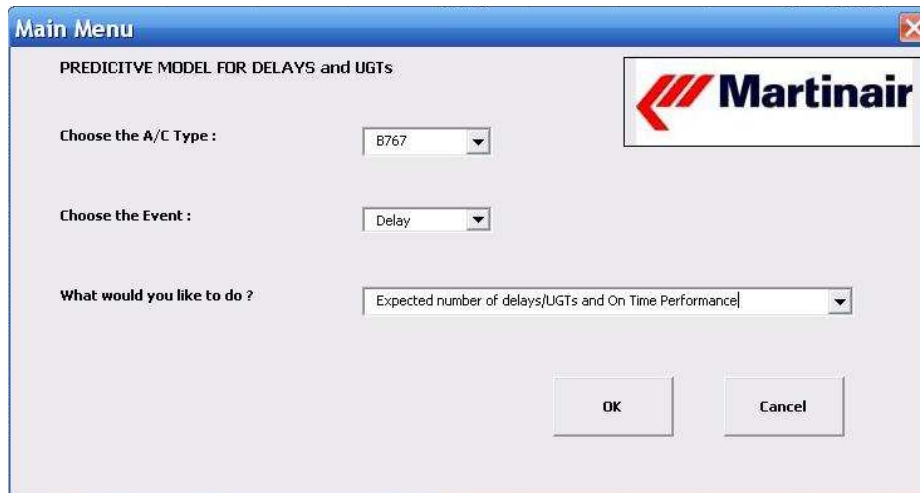 Main Menu
PREDICITVE MODEL FOR DELAYS and UGTs
Martinair
Choose the A/C Type :
B767
Choose the Event :
Delay
What would you like to do ?
Expected number of delays/UGTs and On Time Performance
OK
Cancel